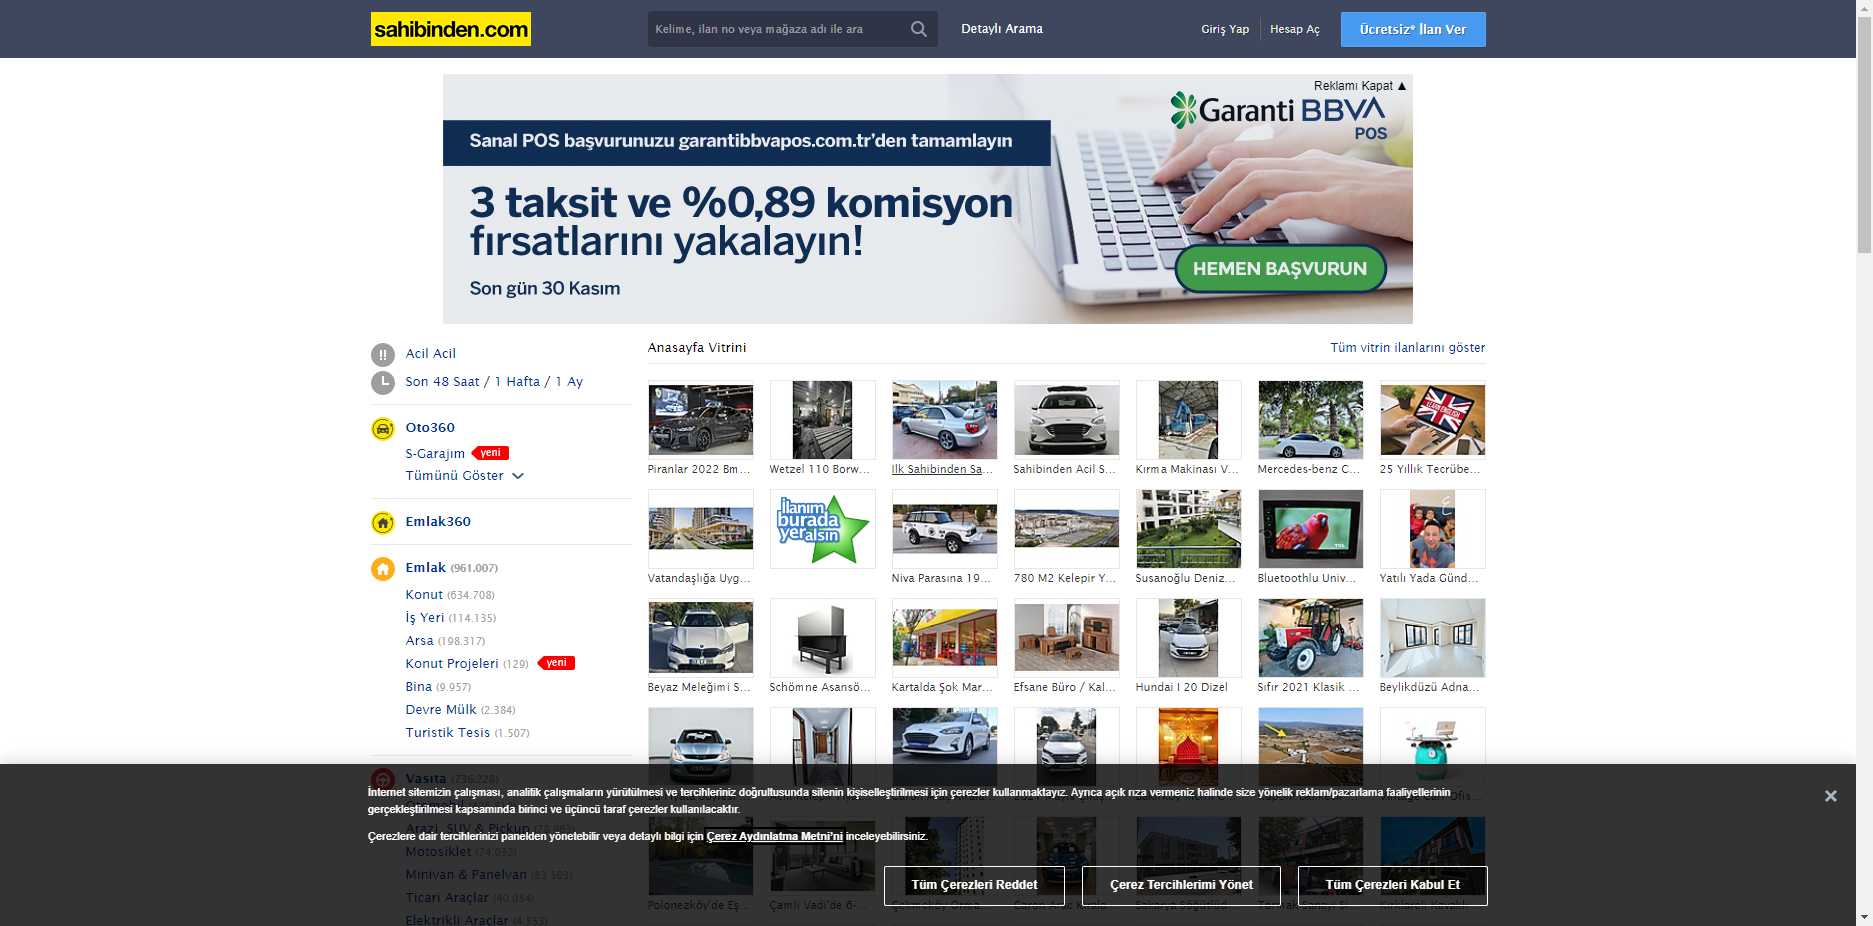 sahibinden.com
Kelime, ilan no veya mağaza adı ile ara
Detaylı Arama
Giriş Yap
Hesap Aç
Ücretsiz* İlan Ver
Reklamı Kapat ▲
Garanti BBVA
POS
Sanal POS başvurunuzu garantibbvapos.com.tr'den tamamlayın
3 taksit ve %0,89 komisyon
fırsatlarını yakalayın!
HEMEN BAŞVURUN
Son gün 30 Kasım
Acil Acil
Son 48 Saat / 1 Hafta / 1 Ay
Oto360
S-Garajım yeni
Tümünü Göster
Emlak360
Emlak (961.007)
Konut (634.708)
İş Yeri (114.135)
Arsa (198.317)
Konut Projeleri (129) yeni
Bina (9.957)
Devre Mülk (2.384)
Turistik Tesis (1.507)
Vasıta (736.228)
Arazi, SUV & Pickup
Motosiklet (74.032)
Minivan & Panelvan (83.503)
Ticari Araçlar (40.054)
Elektrikli Araçlar (4.533)
Anasayfa Vitrini
Tüm vitrin ilanlarını göster
LEARN ENGLISH
Piranlar 2022 Bm...
Wetzel 110 Borw...
İlk Sahibinden Sa...
Sahibinden Acil S...
Kırma Makinası V...
Mercedes-benz C...
25 Yıllık Tecrübe...
ilanım
burada
yer alsın
Vatandaşlığa Uyg...
Niva Parasına 19...
780 M2 Kelepir Y...
Susanoğlu Deniz...
Bluetoothlu Univ...
Yatılı Yada Günd...
Beyaz Meleğimi S...
Schömne Asansö...
Kartalda Şok Mar...
Efsane Büro / Kal...
Hundai I 20 Dizel
Sıfır 2021 Klasik ...
Beylikdüzü Adna...
Polonezköy'de Eş...
Çamlı Vadi'de 6-...
İnternet sitemizin çalışması, analitik çalışmaların yürütülmesi ve tercihleriniz doğrultusunda sitenin kişiselleştirilmesi için çerezler kullanmaktayız. Ayrıca açık rıza vermeniz halinde size yönelik reklam/pazarlama faaliyetlerinin
gerçekleştirilmesi kapsamında birinci ve üçüncü taraf çerezler kullanılacaktır.
Çerezlere dair tercihlerinizi panelden yönetebilir veya detaylı bilgi için Çerez Aydınlatma Metni'ni inceleyebilirsiniz.
Tüm Çerezleri Reddet
Çerez Tercihlerimi Yönet
Tüm Çerezleri Kabul Et